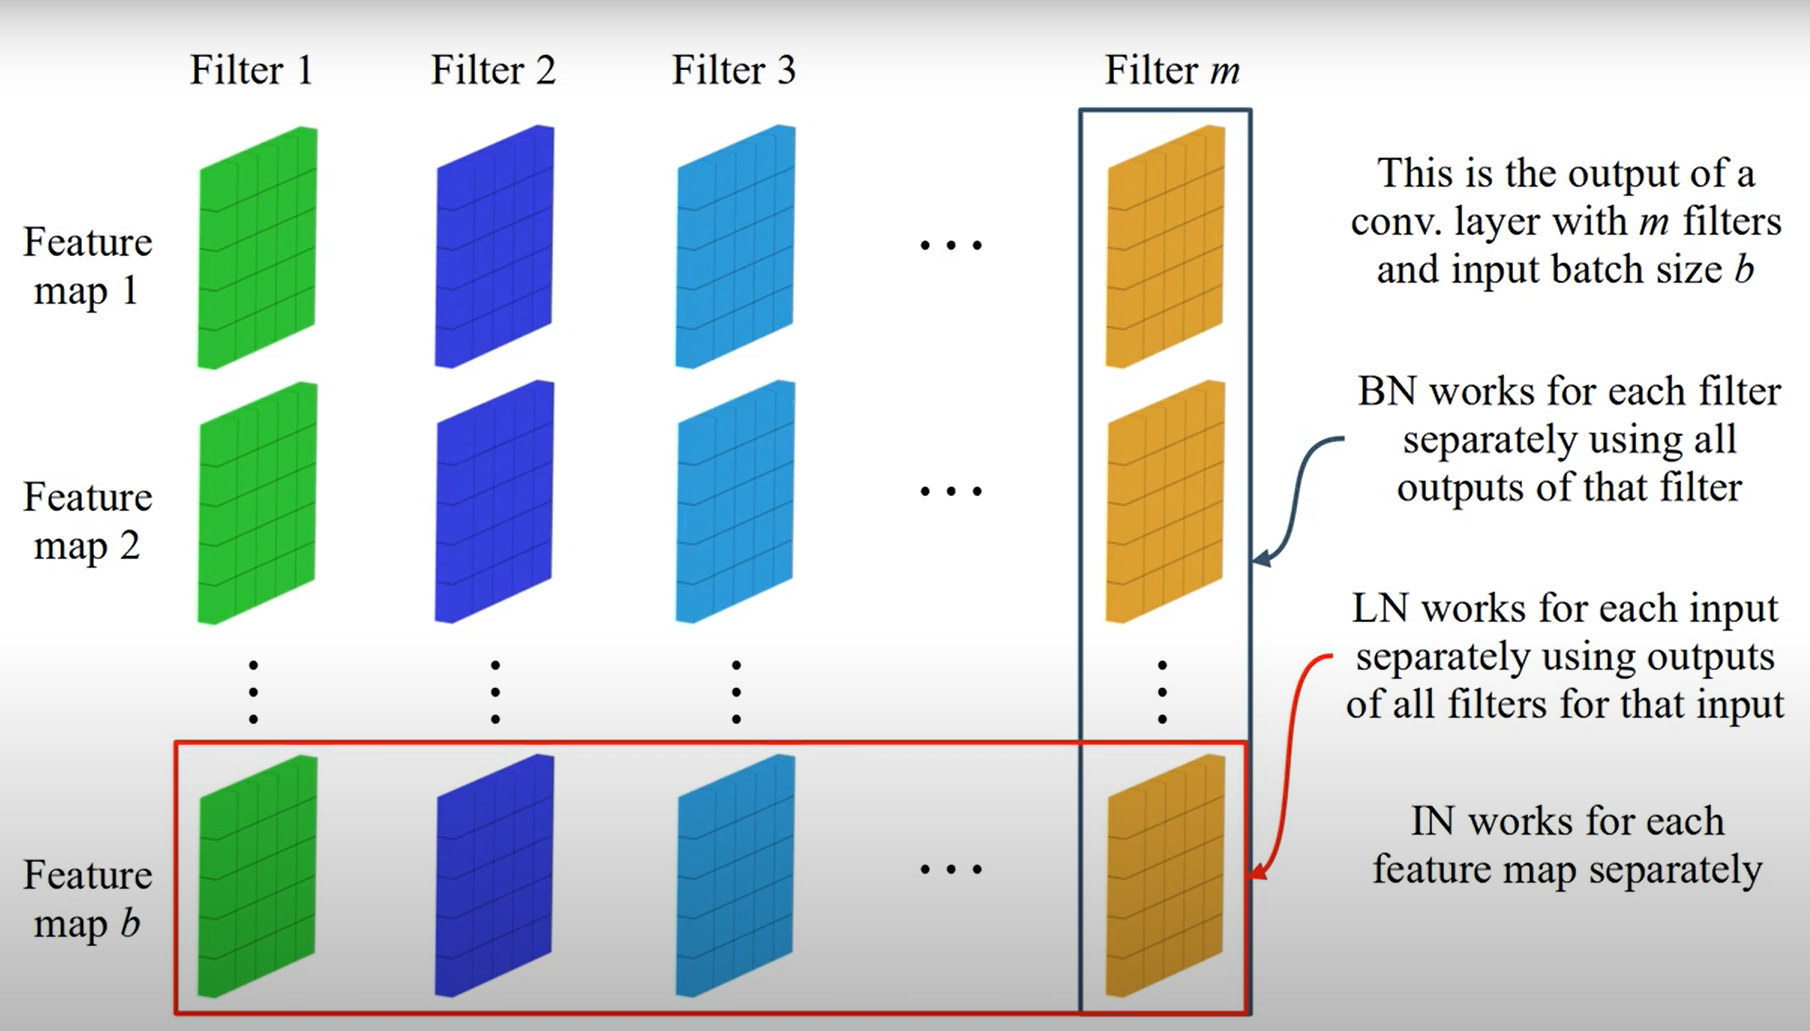 Filter 1
Filter 2
Filter 3
Filter m
Feature
map 1
Feature
map 2
Feature
map b
This is the output of a
conv. layer with m filters
and input batch size b
BN works for each filter
separately using all
outputs of that filter
LN works for each input
separately using outputs
of all filters for that input
IN works for each
feature map separately